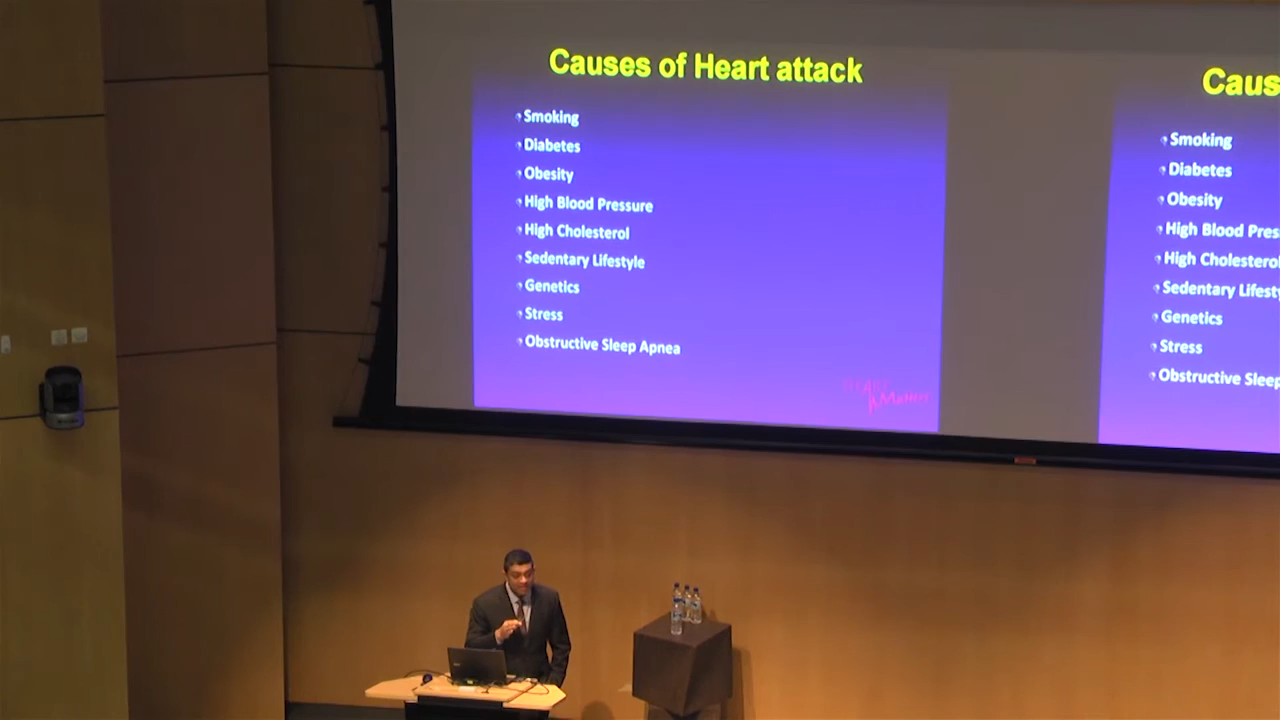 Causes of Heart attack
Smoking
Diabetes
Obesity
High Blood Pressure
High Cholesterol
Sedentary Lifestyle
Genetics
Stress
Obstructive Sleep Apnea
Caus
Smoking
Diabetes
Obesity
High Blood Pres
High Cholesterol
Sedentary Lifesty
Genetics
Stress
Obstructive Sleep